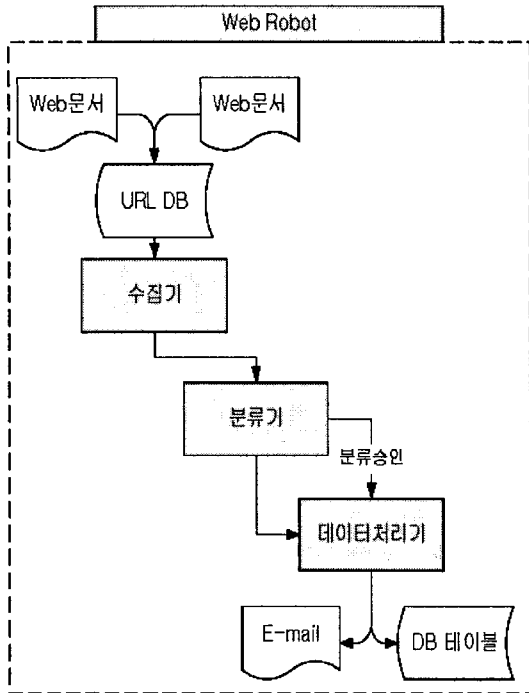 Web Robot
Web문서
Web문서
URL DB
수집기
분류기
분류승인
데이터처리기
E-mail
DB 테이블